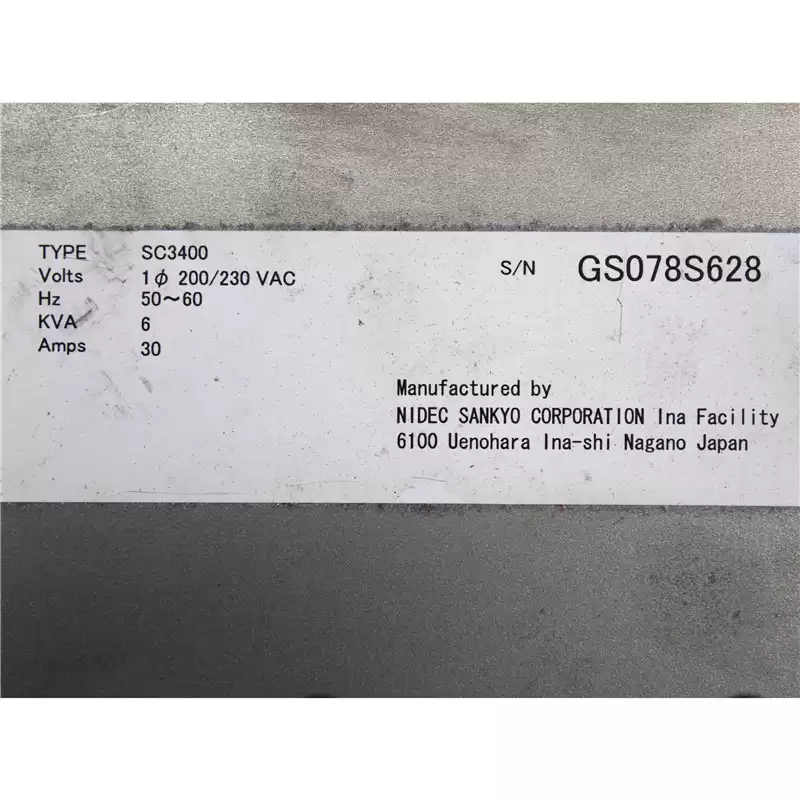 TYPE SC3400
Volts 1φ 200/230 VAC
Hz 50～60
KVA 6
Amps 30
S/N GS078S628
Manufactured by
NIDEC SANKYO CORPORATION Ina Facility
6100 Uenohara Ina-shi Nagano Japan